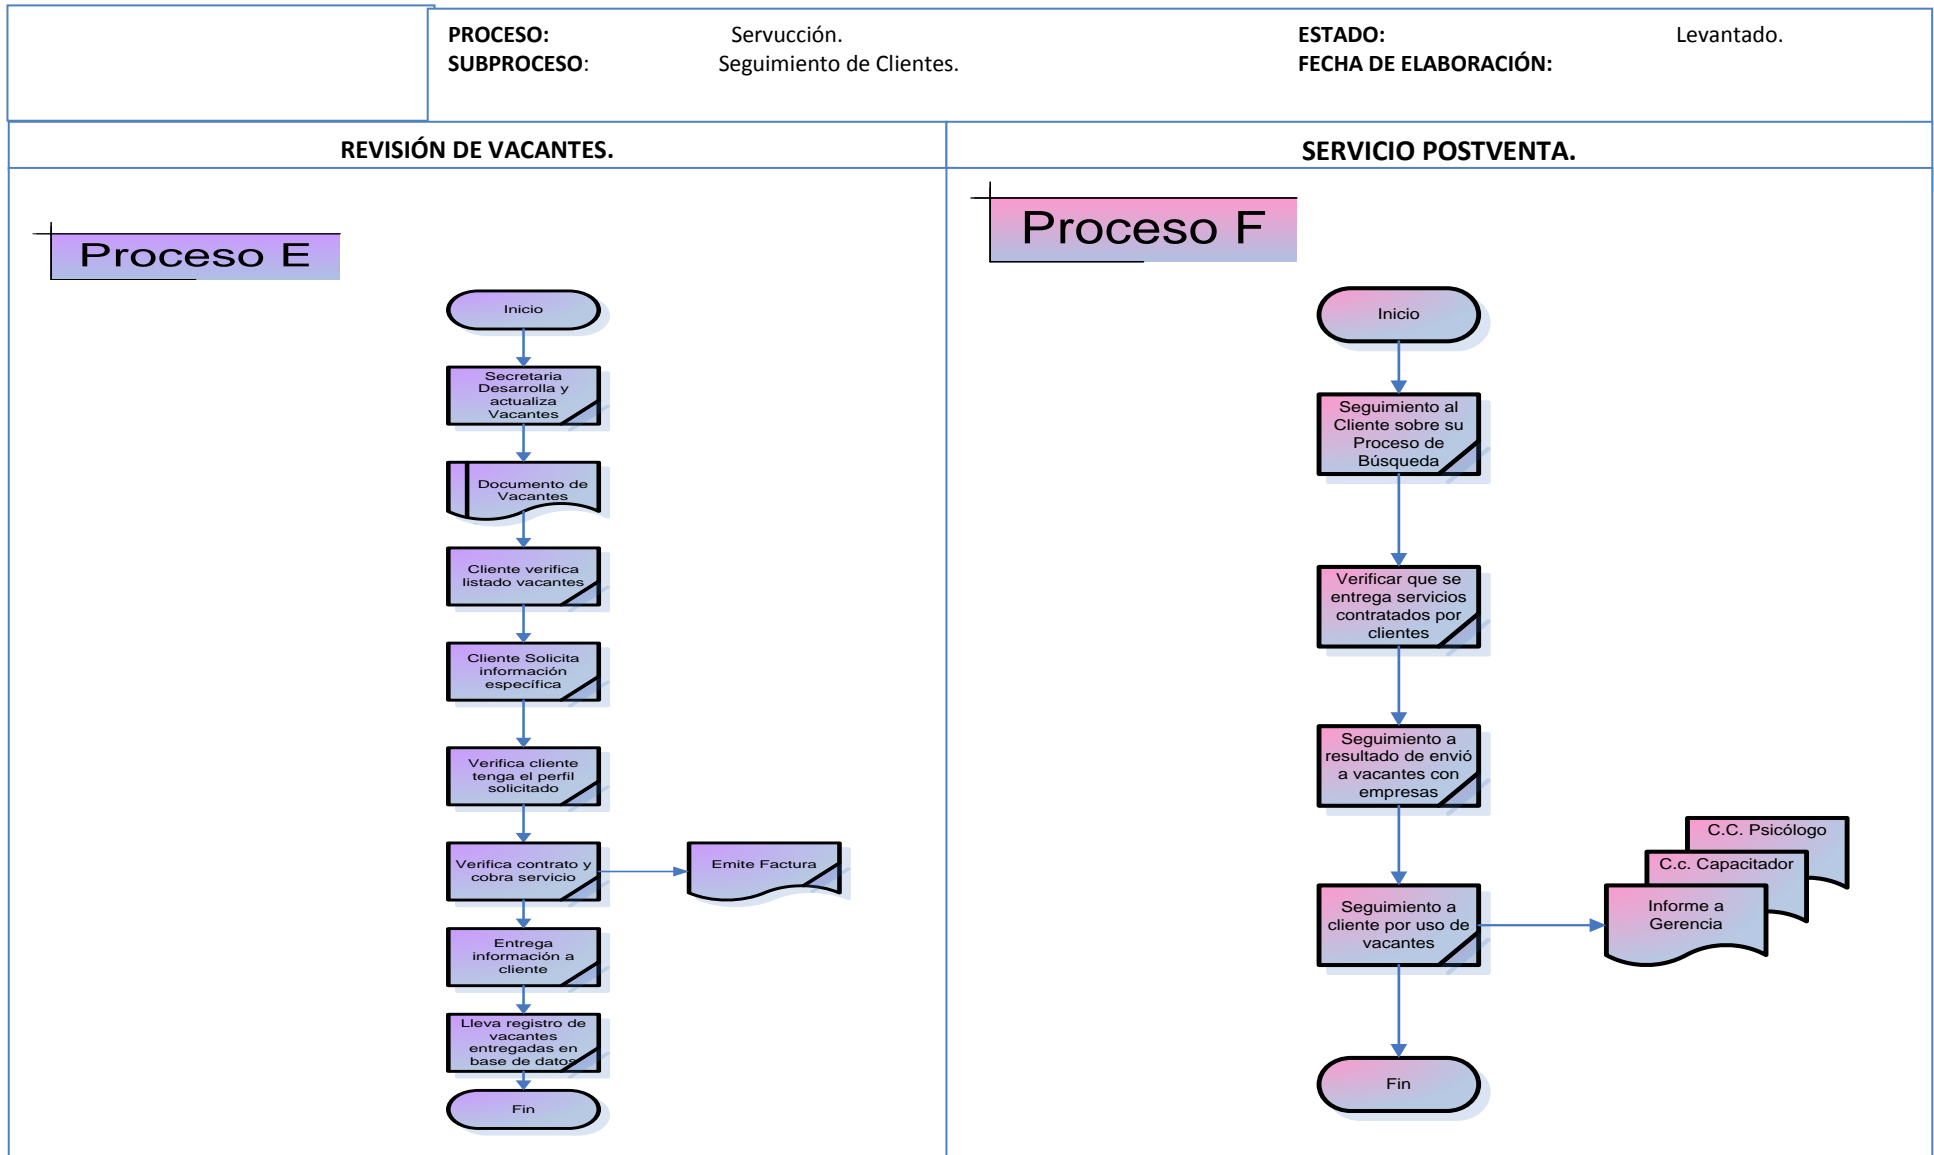 PROCESO: Servucción.
SUBPROCESO: Seguimiento de Clientes.
ESTADO: Levantado.
FECHA DE ELABORACIÓN:
REVISIÓN DE VACANTES.
Proceso E
Inicio
Secretaria
Desarrolla y
actualiza
Vacantes
Documento de
Vacantes
Cliente verifica
listado vacantes
Cliente Solicita
información
específica
Verifica cliente
tenga el perfil
solicitado
Verifica contrato y
cobra servicio
Emite Factura
Entrega
información a
cliente
Lleva registro de
vacantes
entregadas en
base de datos
Fin
SERVICIO POSTVENTA.
Proceso F
Inicio
Seguimiento al
Cliente sobre su
Proceso de
Búsqueda
Verificar que se
entrega servicios
contratados por
clientes
Seguimiento a
resultado de envió
a vacantes con
empresas
Seguimiento a
cliente por uso de
vacantes
C.C. Psicólogo
C.c. Capacitador
Informe a
Gerencia
Fin